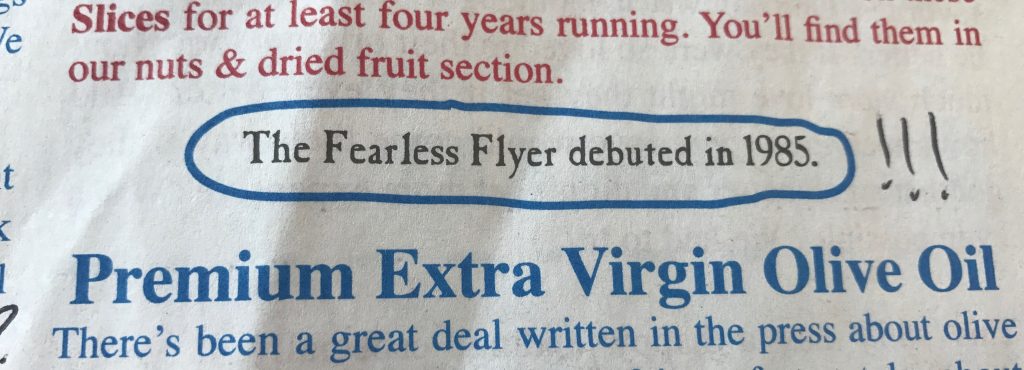 Slices for at least four years running. You'll find them in
our nuts & dried fruit section.
The Fearless Flyer debuted in 1985. !!!
Premium Extra Virgin Olive Oil
There's been a great deal written in the press about olive